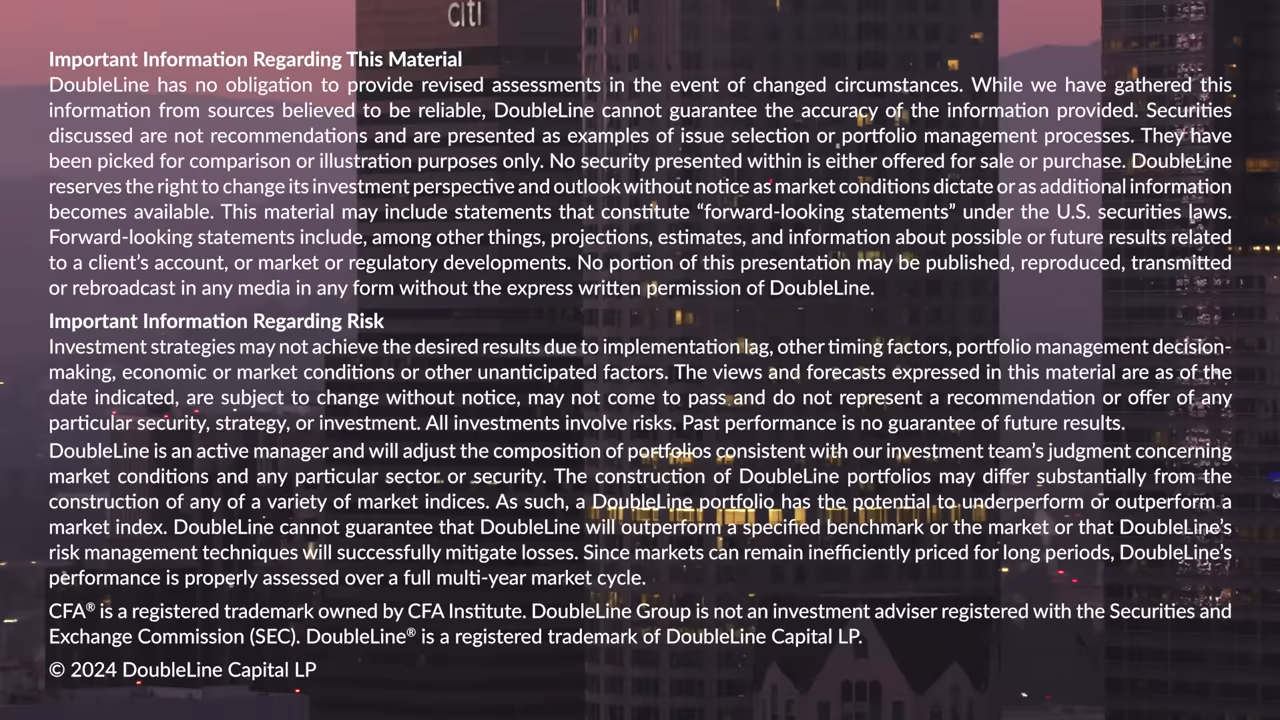 citi
Important Information Regarding This Material
DoubleLine has no obligation to provide revised assessments in the event of changed circumstances. While we have gathered this
information from sources believed to be reliable, DoubleLine cannot guarantee the accuracy of the information provided. Securities
discussed are not recommendations and are presented as examples of issue selection or portfolio management processes. They have
been picked for comparison or illustration purposes only. No security presented within is either offered for sale or purchase. DoubleLine
reserves the right to change its investment perspective and outlook without notice as market conditions dictate or as additional information
becomes available. This material may include statements that constitute “forward-looking statements” under the U.S. securities laws.
Forward-looking statements include, among other things, projections, estimates, and information about possible or future results related
to a client’s account, or market or regulatory developments. No portion of this presentation may be published, reproduced, transmitted
or rebroadcast in any media in any form without the express written permission of DoubleLine.
Important Information Regarding Risk
Investment strategies may not achieve the desired results due to implementation lag, other timing factors, portfolio management decision-
making, economic or market conditions or other unanticipated factors. The views and forecasts expressed in this material are as of the
date indicated, are subject to change without notice, may not come to pass and do not represent a recommendation or offer of any
particular security, strategy, or investment. All investments involve risks. Past performance is no guarantee of future results.
DoubleLine is an active manager and will adjust the composition of portfolios consistent with our investment team’s judgment concerning
market conditions and any particular sector or security. The construction of DoubleLine portfolios may differ substantially from the
construction of any of a variety of market indices. As such, a DoubleLine portfolio has the potential to underperform or outperform a
market index. DoubleLine cannot guarantee that DoubleLine will outperform a specified benchmark or the market or that DoubleLine’s
risk management techniques will successfully mitigate losses. Since markets can remain inefficiently priced for long periods, DoubleLine’s
performance is properly assessed over a full multi-year market cycle.
CFA® is a registered trademark owned by CFA Institute. DoubleLine Group is not an investment adviser registered with the Securities and
Exchange Commission (SEC). DoubleLine® is a registered trademark of DoubleLine Capital LP.
© 2024 DoubleLine Capital LP